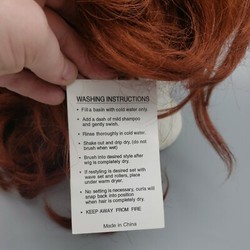 WASHING INSTRUCTIONS
• Fill a basin with cold water only.
• Add a dash of mild shampoo
and gently swish.
• Rinse thoroughly in cold water.
• Shake out and drip dry (do not
brush when wet)
• Brush into desired style after
wig is completely dry.
• If restyling is desired set with
wave set and rollers, place
under warm dryer.
• No setting is necessary, curls will
snap back into position
when hair is completely dry.
• KEEP AWAY FROM FIRE
Made in China